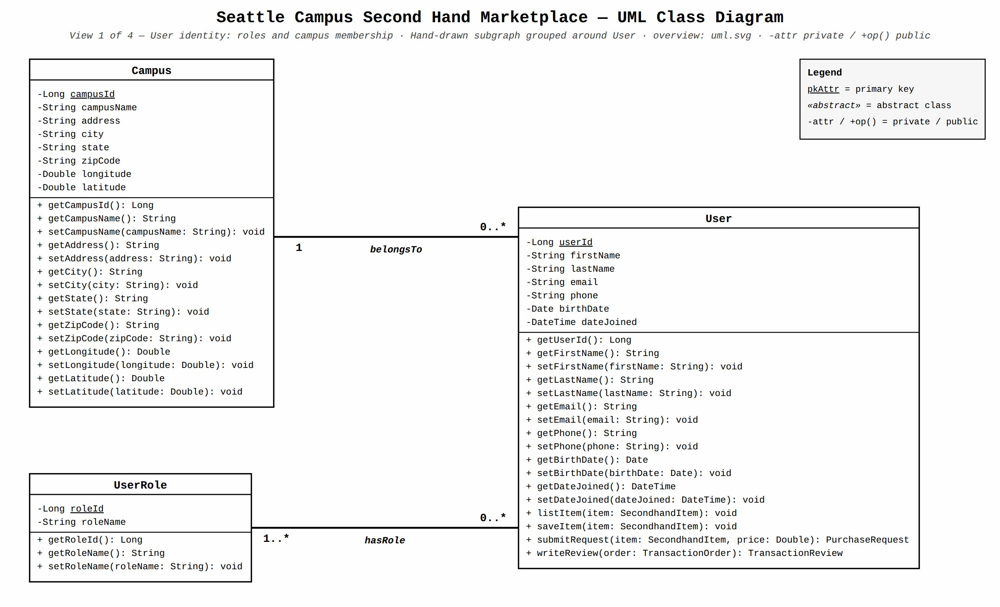 Seattle Campus Second Hand Marketplace — UML Class Diagram
View 1 of 4 — User identity: roles and campus membership · Hand-drawn subgraph grouped around User · overview: uml.svg · -attr private / +op() public
Campus
-Long campusId
-String campusName
-String address
-String city
-String state
-String zipCode
-Double longitude
-Double latitude
+ getCampusId(): Long
+ getCampusName(): String
+ setCampusName(campusName: String): void
+ getAddress(): String
+ setAddress(address: String): void
+ getCity(): String
+ setCity(city: String): void
+ getState(): String
+ setState(state: String): void
+ getZipCode(): String
+ setZipCode(zipCode: String): void
+ getLongitude(): Double
+ setLongitude(longitude: Double): void
+ getLatitude(): Double
+ setLatitude(latitude: Double): void
Legend
pkAttr = primary key
«abstract» = abstract class
-attr / +op() = private / public
0..*
1
belongsTo
User
-Long userId
-String firstName
-String lastName
-String email
-String phone
-Date birthDate
-DateTime dateJoined
+ getUserId(): Long
+ getFirstName(): String
+ setFirstName(firstName: String): void
+ getLastName(): String
+ setLastName(lastName: String): void
+ getEmail(): String
+ setEmail(email: String): void
+ getPhone(): String
+ setPhone(phone: String): void
+ getBirthDate(): Date
+ setBirthDate(birthDate: Date): void
+ getDateJoined(): DateTime
+ setDateJoined(dateJoined: DateTime): void
+ listItem(item: SecondhandItem): void
+ saveItem(item: SecondhandItem): void
+ submitRequest(item: SecondhandItem, price: Double): PurchaseRequest
+ writeReview(order: TransactionOrder): TransactionReview
UserRole
-Long roleId
-String roleName
+ getRoleId(): Long
+ getRoleName(): String
+ setRoleName(roleName: String): void
0..*
1..*
hasRole